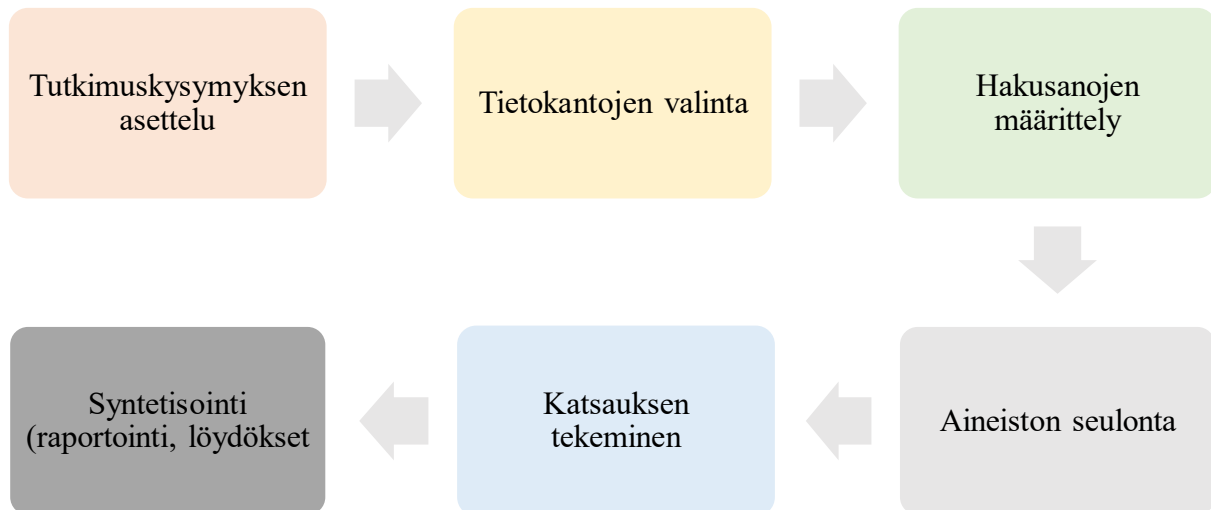 Tutkimuskysymyksen
asettelu
Tietokantojen valinta
Hakusanojen
määrittely
Aineiston seulonta
Katsauksen
tekeminen
Syntetisointi
(raportointi, löydökset